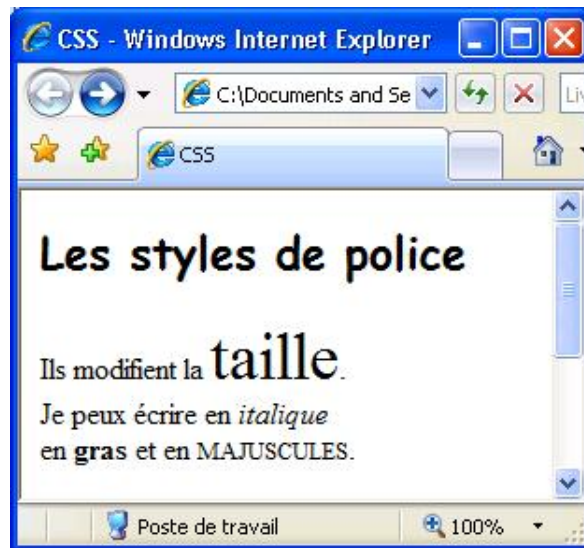 CSS - Windows Internet Explorer
C:\Documents and Se
Liv
CSS
Les styles de police
Ils modifient la taille.
Je peux écrire en italique
en gras et en MAJUSCULES.
Poste de travail
100%